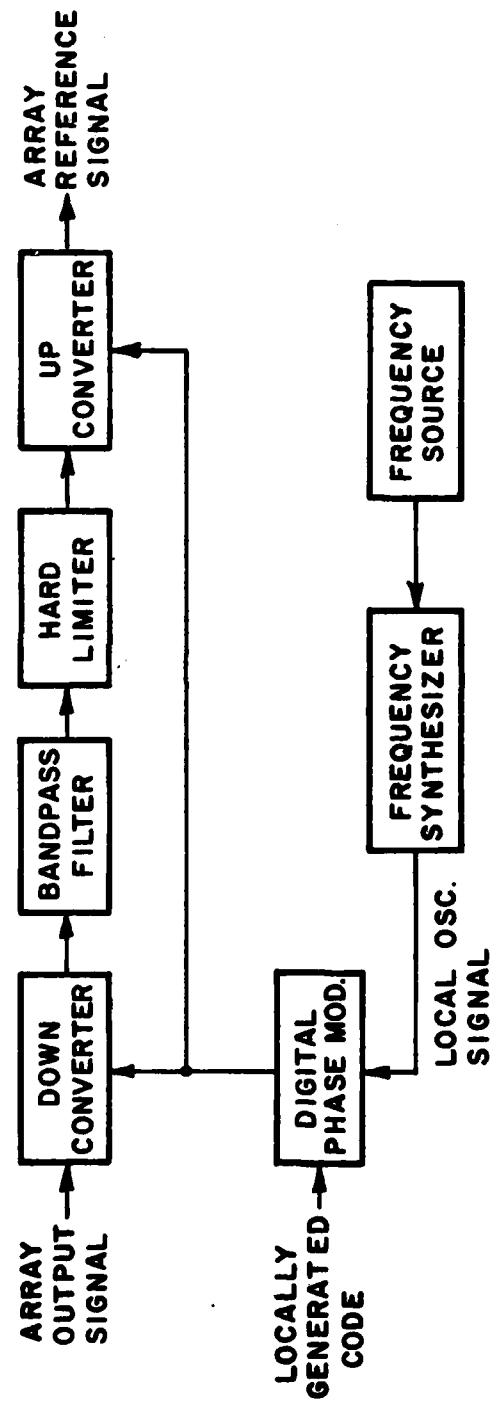 ARRAY
OUTPUT
SIGNAL
DOWN
CONVERTER
BANDPASS
FILTER
HARD
LIMITER
UP
CONVERTER
ARRAY
REFERENCE
SIGNAL
LOCALLY
GENERATED
CODE
DIGITAL
PHASE MOD.
LOCAL OSC.
SIGNAL
FREQUENCY
SYNTHESIZER
FREQUENCY
SOURCE